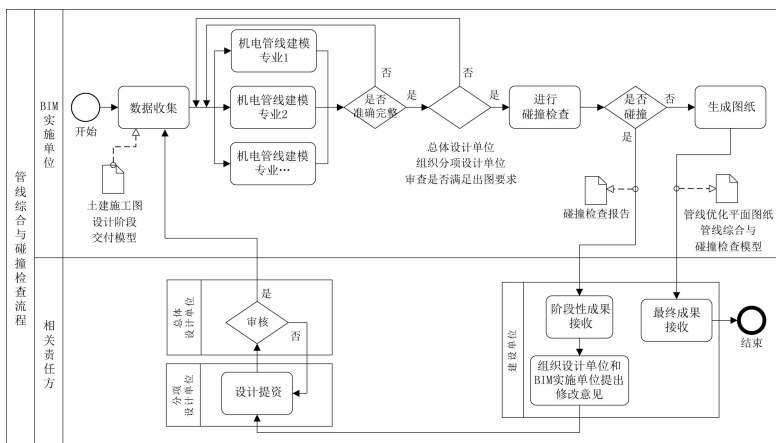 管线综合与碰撞检查流程
BIM
实施单位
开始
数据收集
土建施工图
设计阶段
交付模型
机电管线建模
专业1
机电管线建模
专业2
机电管线建模
专业…
否
是否
准确完整
是
否
是
总体设计单位
组织分项设计单位
审查是否满足出图要求
进行
碰撞检查
是否
碰撞
否
是
生成图纸
碰撞检查报告
管线优化平面图纸
管线综合与
碰撞检查模型
相关责任方
总体
设计单位
是
审核
否
分项
设计单位
设计提资
建设单位
阶段性成果
接收
组织设计单位和
BIM实施单位提出
修改意见
最终成果
接收
结束